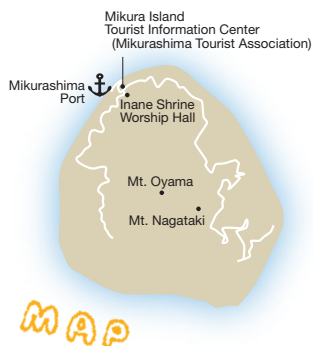 Mikura Island
Tourist Information Center
(Mikurashima Tourist Association)
Mikurashima
Port
Inane Shrine
Worship Hall
Mt. Oyama
Mt. Nagataki
MAP